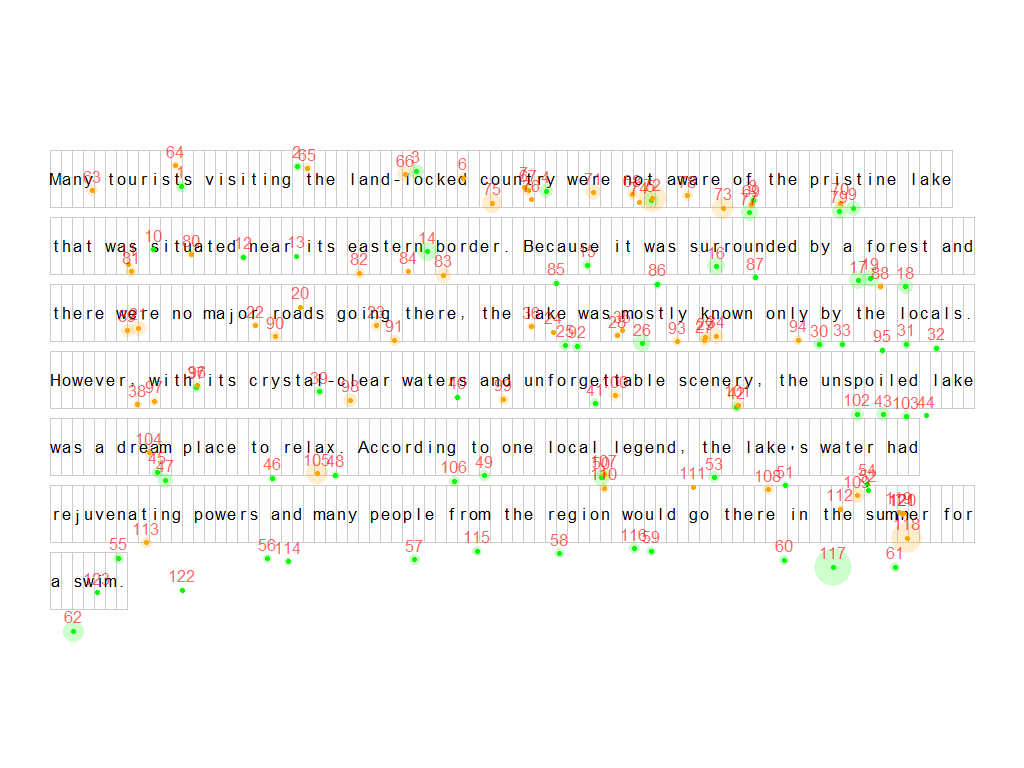 Many tourists visiting the land-locked country were not aware of the pristine lake
that was situated near its eastern border. Because it was surrounded by a forest and
there were no major roads going there, the lake was mostly known only by the locals.
However, with its crystal-clear waters and unforgettable scenery, the unspoiled lake
was a dream place to relax. According to one local legend, the lake's water had
rejuvenating powers and many people from the region would go there in the summer for
a swim.